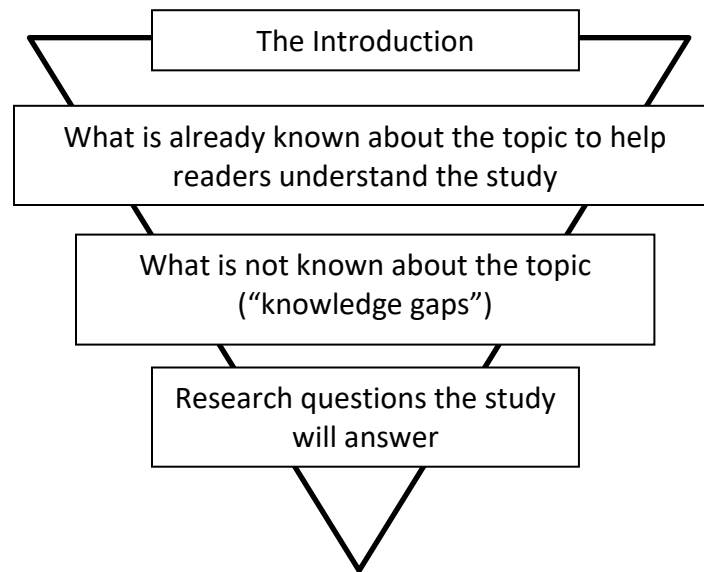 The Introduction
What is already known about the topic to help
readers understand the study
What is not known about the topic
(“knowledge gaps”)
Research questions the study
will answer